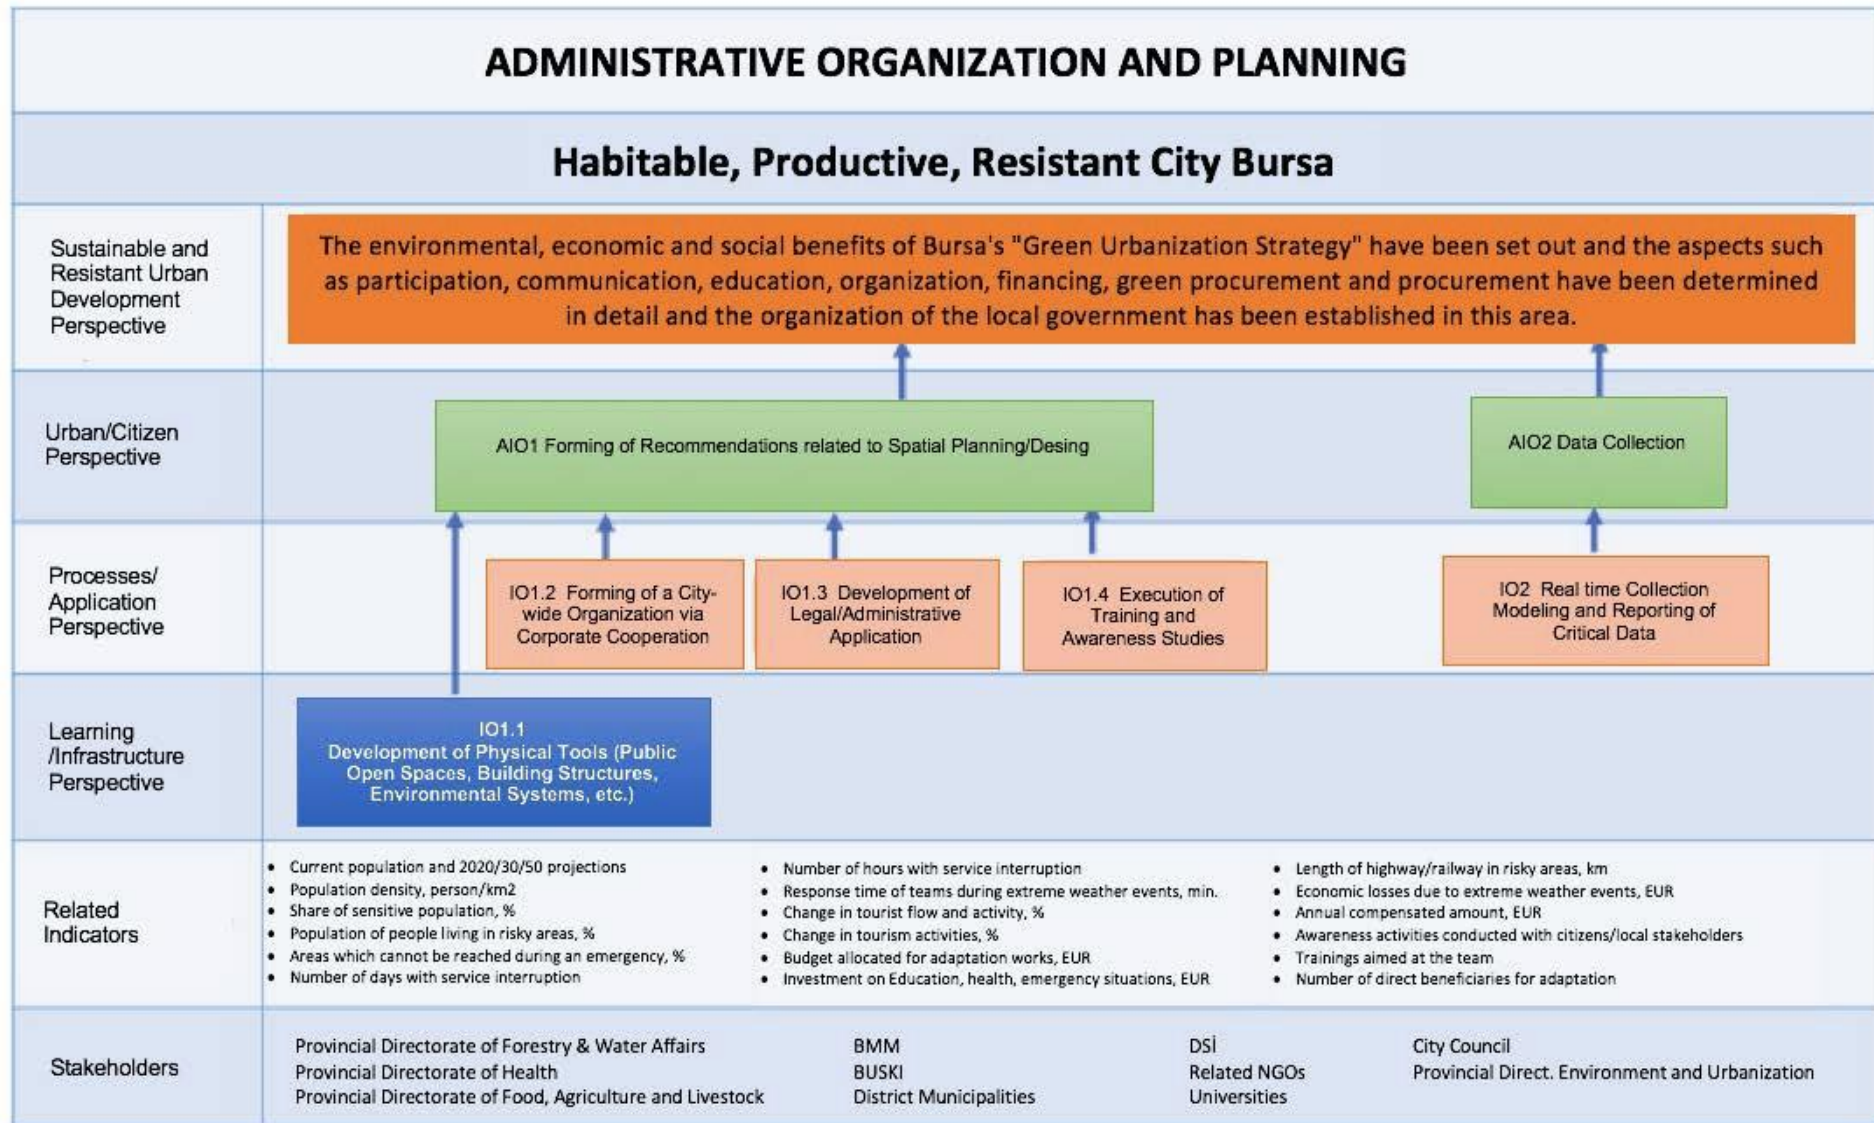 ADMINISTRATIVE ORGANIZATION AND PLANNING
Habitable, Productive, Resistant City Bursa
Sustainable and
Resistant Urban
Development
Perspective
The environmental, economic and social benefits of Bursa's "Green Urbanization Strategy" have been set out and the aspects such
as participation, communication, education, organization, financing, green procurement and procurement have been determined
in detail and the organization of the local government has been established in this area.
Urban/Citizen
Perspective
AIO1 Forming of Recommendations related to Spatial Planning/Desing
AIO2 Data Collection
Processes/
Application
Perspective
IO1.2 Forming of a City-
wide Organization via
Corporate Cooperation
IO1.3 Development of
Legal/Administrative
Application
IO1.4 Execution of
Training and
Awareness Studies
IO2 Real time Collection
Modeling and Reporting of
Critical Data
Learning
/Infrastructure
Perspective
IO1.1
Development of Physical Tools (Public
Open Spaces, Building Structures,
Environmental Systems, etc.)
Related
Indicators
• Current population and 2020/30/50 projections
• Population density, person/km2
• Share of sensitive population, %
• Population of people living in risky areas, %
• Areas which cannot be reached during an emergency, %
• Number of days with service interruption
• Number of hours with service interruption
• Response time of teams during extreme weather events, min.
• Change in tourist flow and activity, %
• Change in tourism activities, %
• Budget allocated for adaptation works, EUR
• Investment on Education, health, emergency situations, EUR
• Length of highway/railway in risky areas, km
• Economic losses due to extreme weather events, EUR
• Annual compensated amount, EUR
• Awareness activities conducted with citizens/local stakeholders
• Trainings aimed at the team
• Number of direct beneficiaries for adaptation
Stakeholders
Provincial Directorate of Forestry & Water Affairs
Provincial Directorate of Health
Provincial Directorate of Food, Agriculture and Livestock
BMM
BUSKI
District Municipalities
DSİ
Related NGOs
Universities
City Council
Provincial Direct. Environment and Urbanization